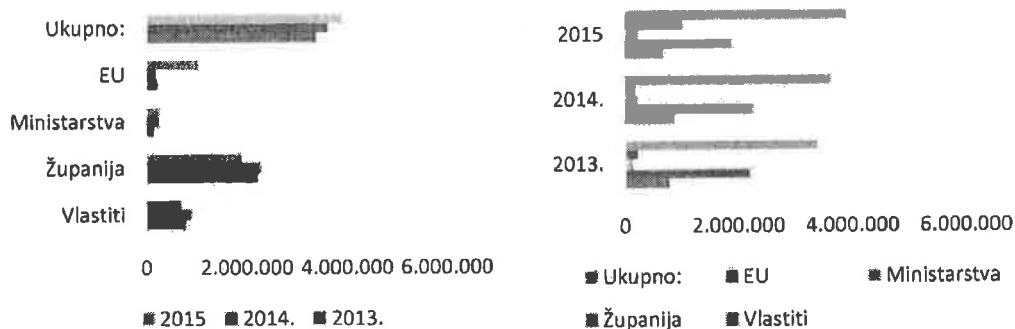 Ukupno:
EU
Ministarstva
Županija
Vlastiti
0 2.000.000 4.000.000 6.000.000
2015 2014. 2013.
2015
2014.
2013.
0 2.000.000 4.000.000 6.000.000
Ukupno: EU Ministarstva
Županija Vlastiti